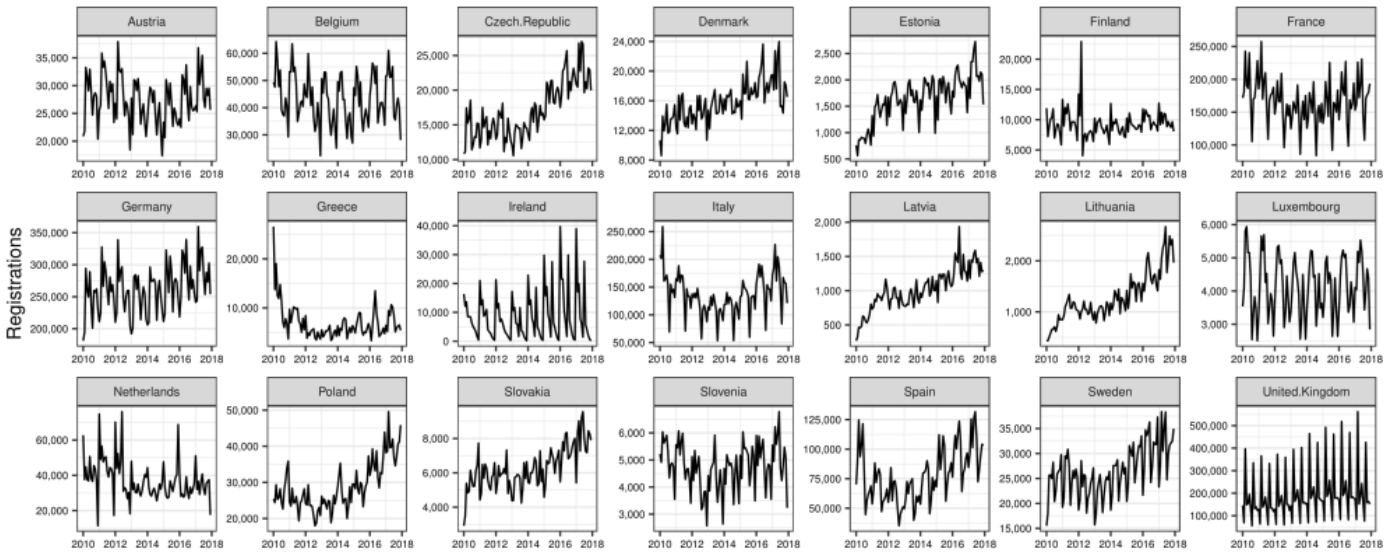 Austria Belgium Czech.Republic Denmark Estonia Finland France
35,000 30,000 25,000 20,000
60,000 50,000 40,000 30,000
25,000 20,000 15,000 10,000
24,000 20,000 16,000 12,000 8,000
2,500 2,000 1,500 1,000 500
20,000 15,000 10,000 5,000
250,000 200,000 150,000 100,000
2010 2012 2014 2016 2018 2010 2012 2014 2016 2018 2010 2012 2014 2016 2018 2010 2012 2014 2016 2018 2010 2012 2014 2016 2018 2010 2012 2014 2016 2018 2010 2012 2014 2016 2018
Registrations
Germany Greece Ireland Italy Latvia Lithuania Luxembourg
350,000 300,000 250,000 200,000
20,000 10,000
40,000 30,000 20,000 10,000 0
250,000 200,000 150,000 100,000 50,000
2,000 1,500 1,000 500
2,000 1,000
6,000 5,000 4,000 3,000
2010 2012 2014 2016 2018 2010 2012 2014 2016 2018 2010 2012 2014 2016 2018 2010 2012 2014 2016 2018 2010 2012 2014 2016 2018 2010 2012 2014 2016 2018 2010 2012 2014 2016 2018
Netherlands Poland Slovakia Slovenia Spain Sweden United.Kingdom
60,000 40,000 20,000
50,000 40,000 30,000 20,000
8,000 6,000 4,000
6,000 5,000 4,000 3,000
125,000 100,000 75,000 50,000
35,000 30,000 25,000 20,000 15,000
500,000 400,000 300,000 200,000 100,000
2010 2012 2014 2016 2018 2010 2012 2014 2016 2018 2010 2012 2014 2016 2018 2010 2012 2014 2016 2018 2010 2012 2014 2016 2018 2010 2012 2014 2016 2018 2010 2012 2014 2016 2018